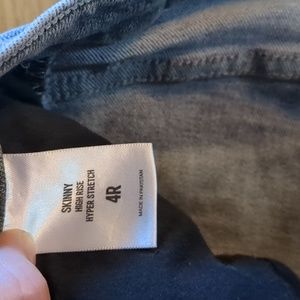 SKINNY
HIGH RISE
HYPER STRETCH
4R
MADE IN PAKISTAN